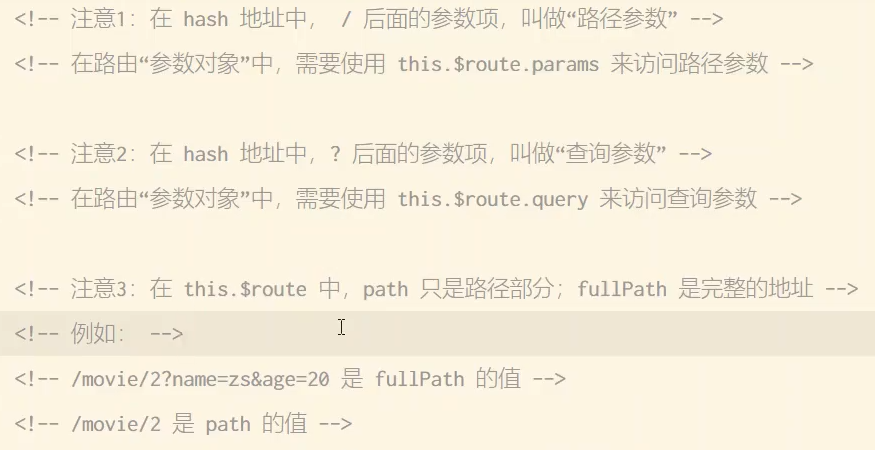 <!-- 注意1：在 hash 地址中， / 后面的参数项，叫做“路径参数” -->
<!-- 在路由“参数对象”中，需要使用 this.$route.params 来访问路径参数 -->
<!-- 注意2：在 hash 地址中，? 后面的参数项，叫做“查询参数” -->
<!-- 在路由“参数对象”中，需要使用 this.$route.query 来访问查询参数 -->
<!-- 注意3：在 this.$route 中，path 只是路径部分；fullPath 是完整的地址 -->
<!-- 例如： -->
<!-- /movie/2?name=zs&age=20 是 fullPath 的值 -->
<!-- /movie/2 是 path 的值 -->